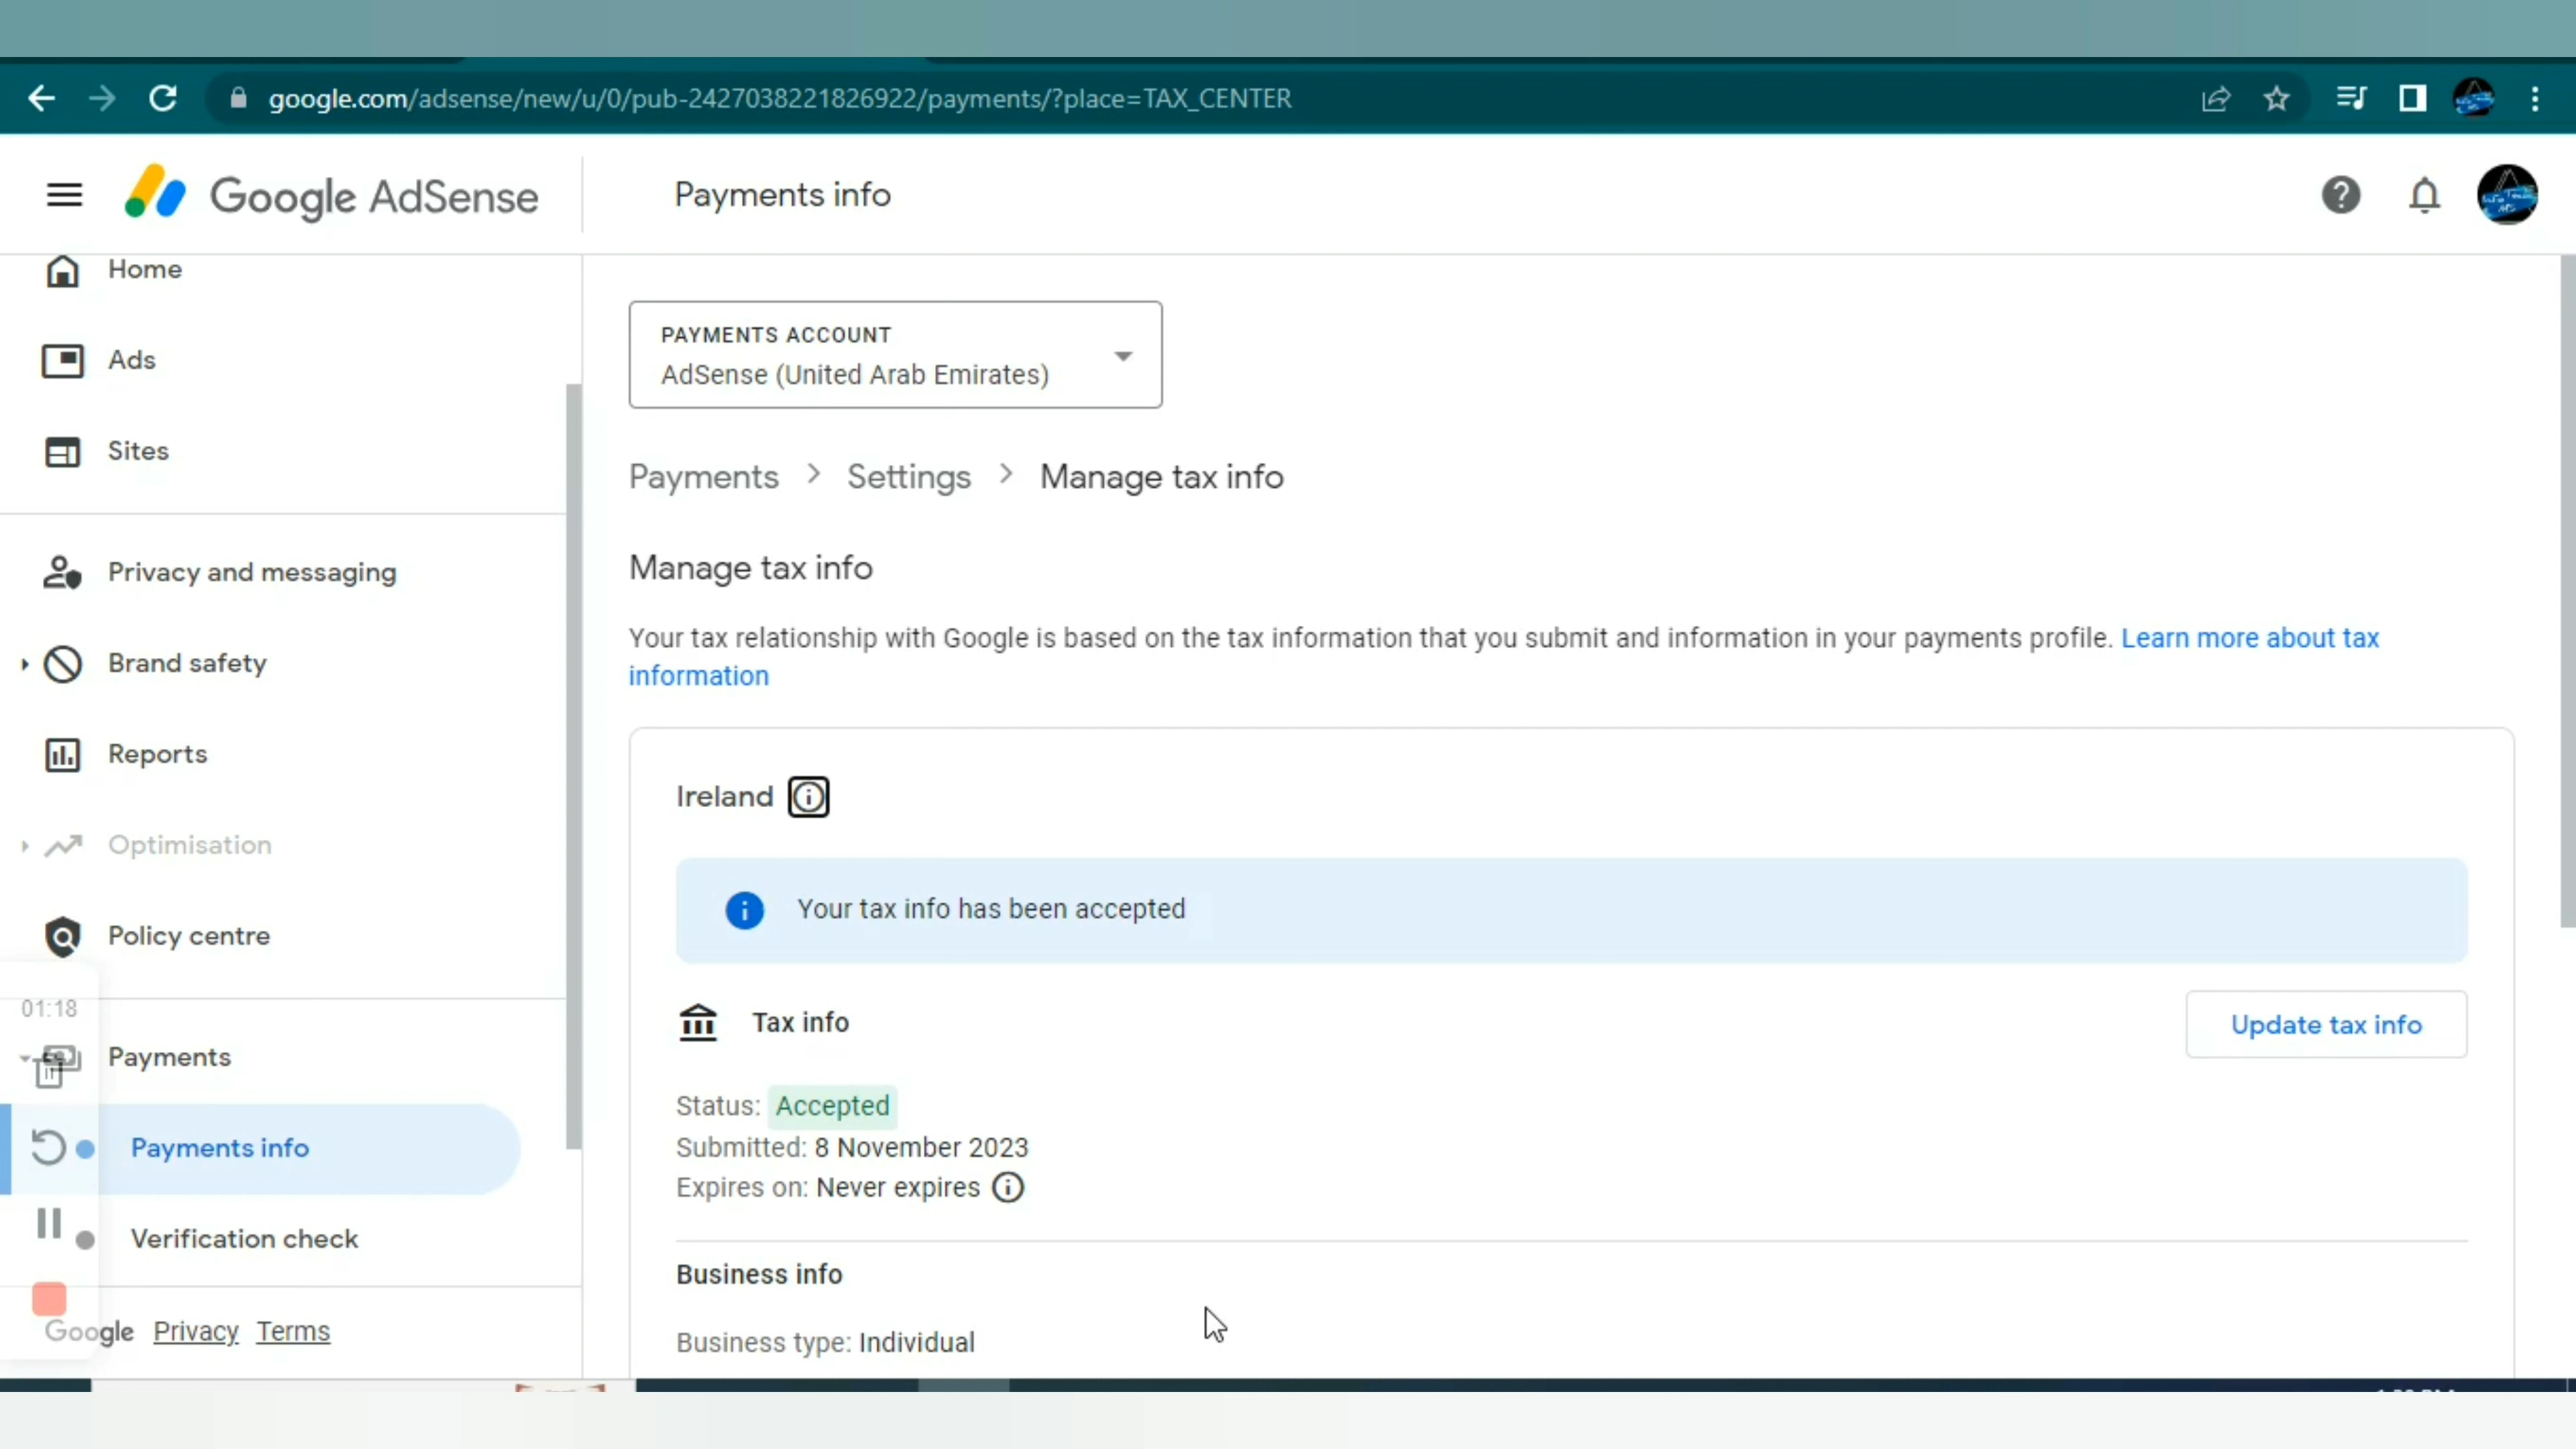 google.com/adsense/new/u/0/pub-2427038221826922/payments/?place=TAX_CENTER
Google AdSense
Payments info
Home
Ads
Sites
Privacy and messaging
Brand safety
Reports
Optimisation
Policy centre
01:18
Payments
Payments info
Verification check
Google Privacy Terms
PAYMENTS ACCOUNT
AdSense (United Arab Emirates)
Payments > Settings > Manage tax info
Manage tax info
Your tax relationship with Google is based on the tax information that you submit and information in your payments profile. Learn more about tax
information
Ireland
Your tax info has been accepted
Tax info
Update tax info
Status: Accepted
Submitted: 8 November 2023
Expires on: Never expires
Business info
Business type: Individual